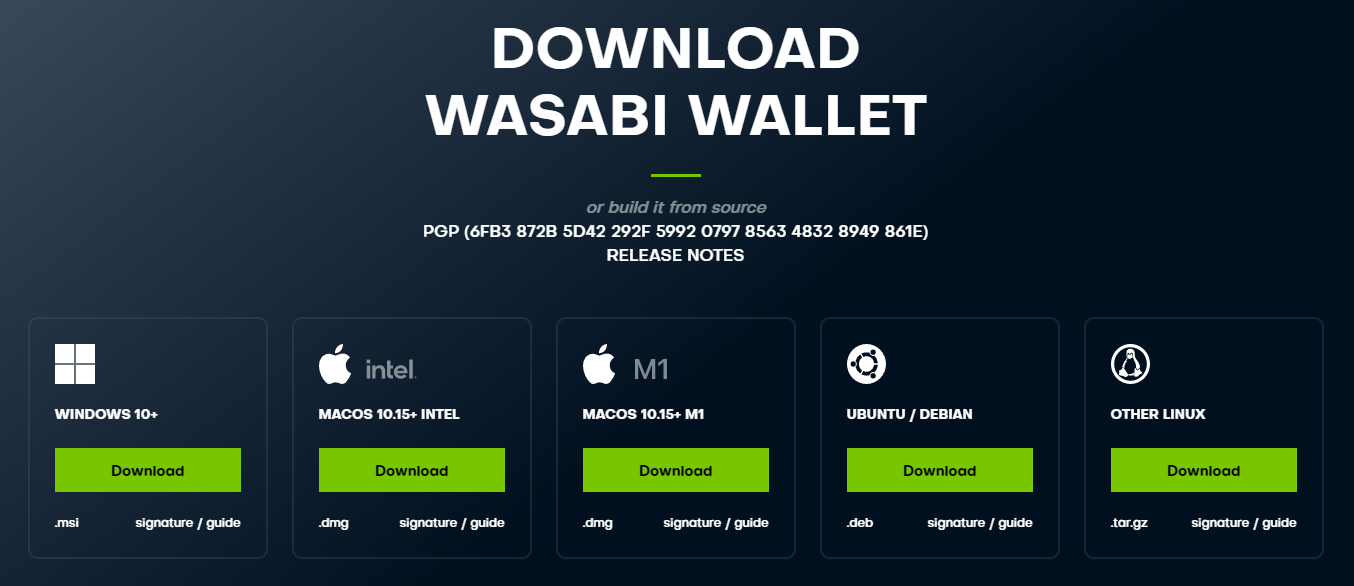 DOWNLOAD
WASABI WALLET
or build it from source
PGP (6FB3 872B 5D42 292F 5992 0797 8563 4832 8949 861E)
RELEASE NOTES
WINDOWS 10+
Download
.msi signature / guide
intel
MACOS 10.15+ INTEL
Download
.dmg signature / guide
M1
MACOS 10.15+ M1
Download
.dmg signature / guide
UBUNTU / DEBIAN
Download
.deb signature / guide
OTHER LINUX
Download
.tar.gz signature / guide